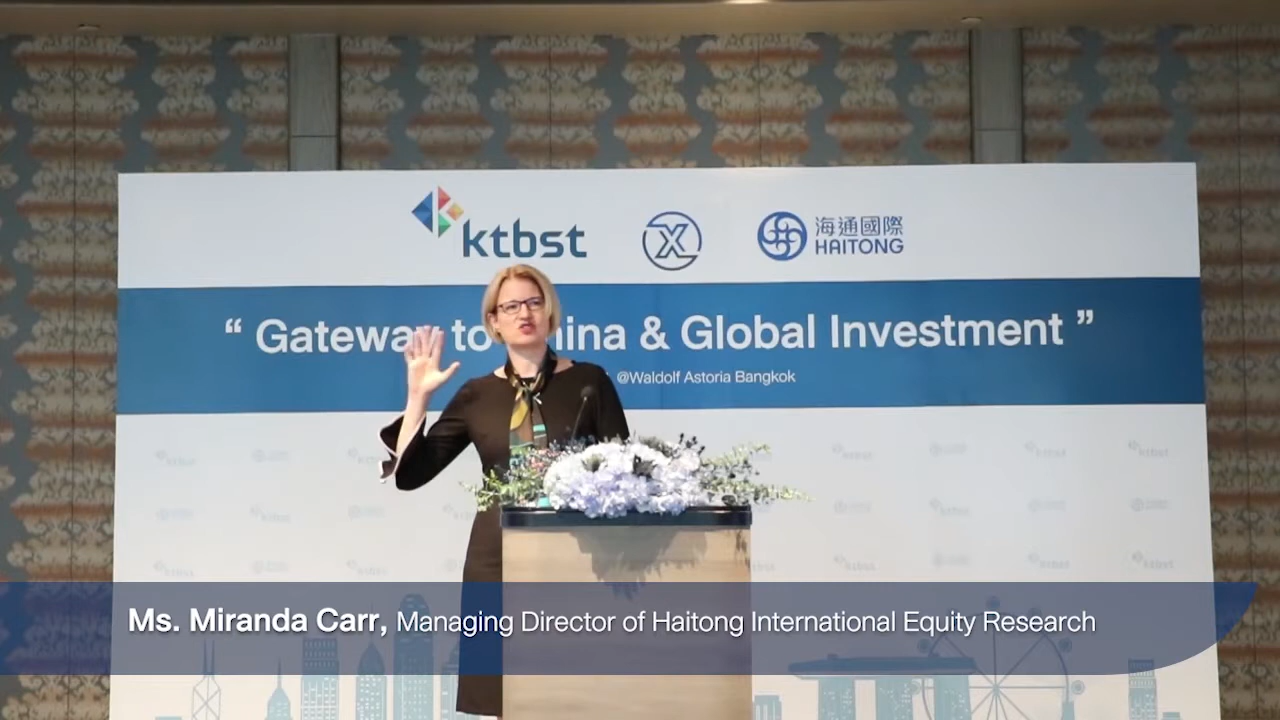 ktbst
X
海通國際
HAITONG
“ Gateway to China & Global Investment ”
@Waldolf Astoria Bangkok
Ms. Miranda Carr, Managing Director of Haitong International Equity Research